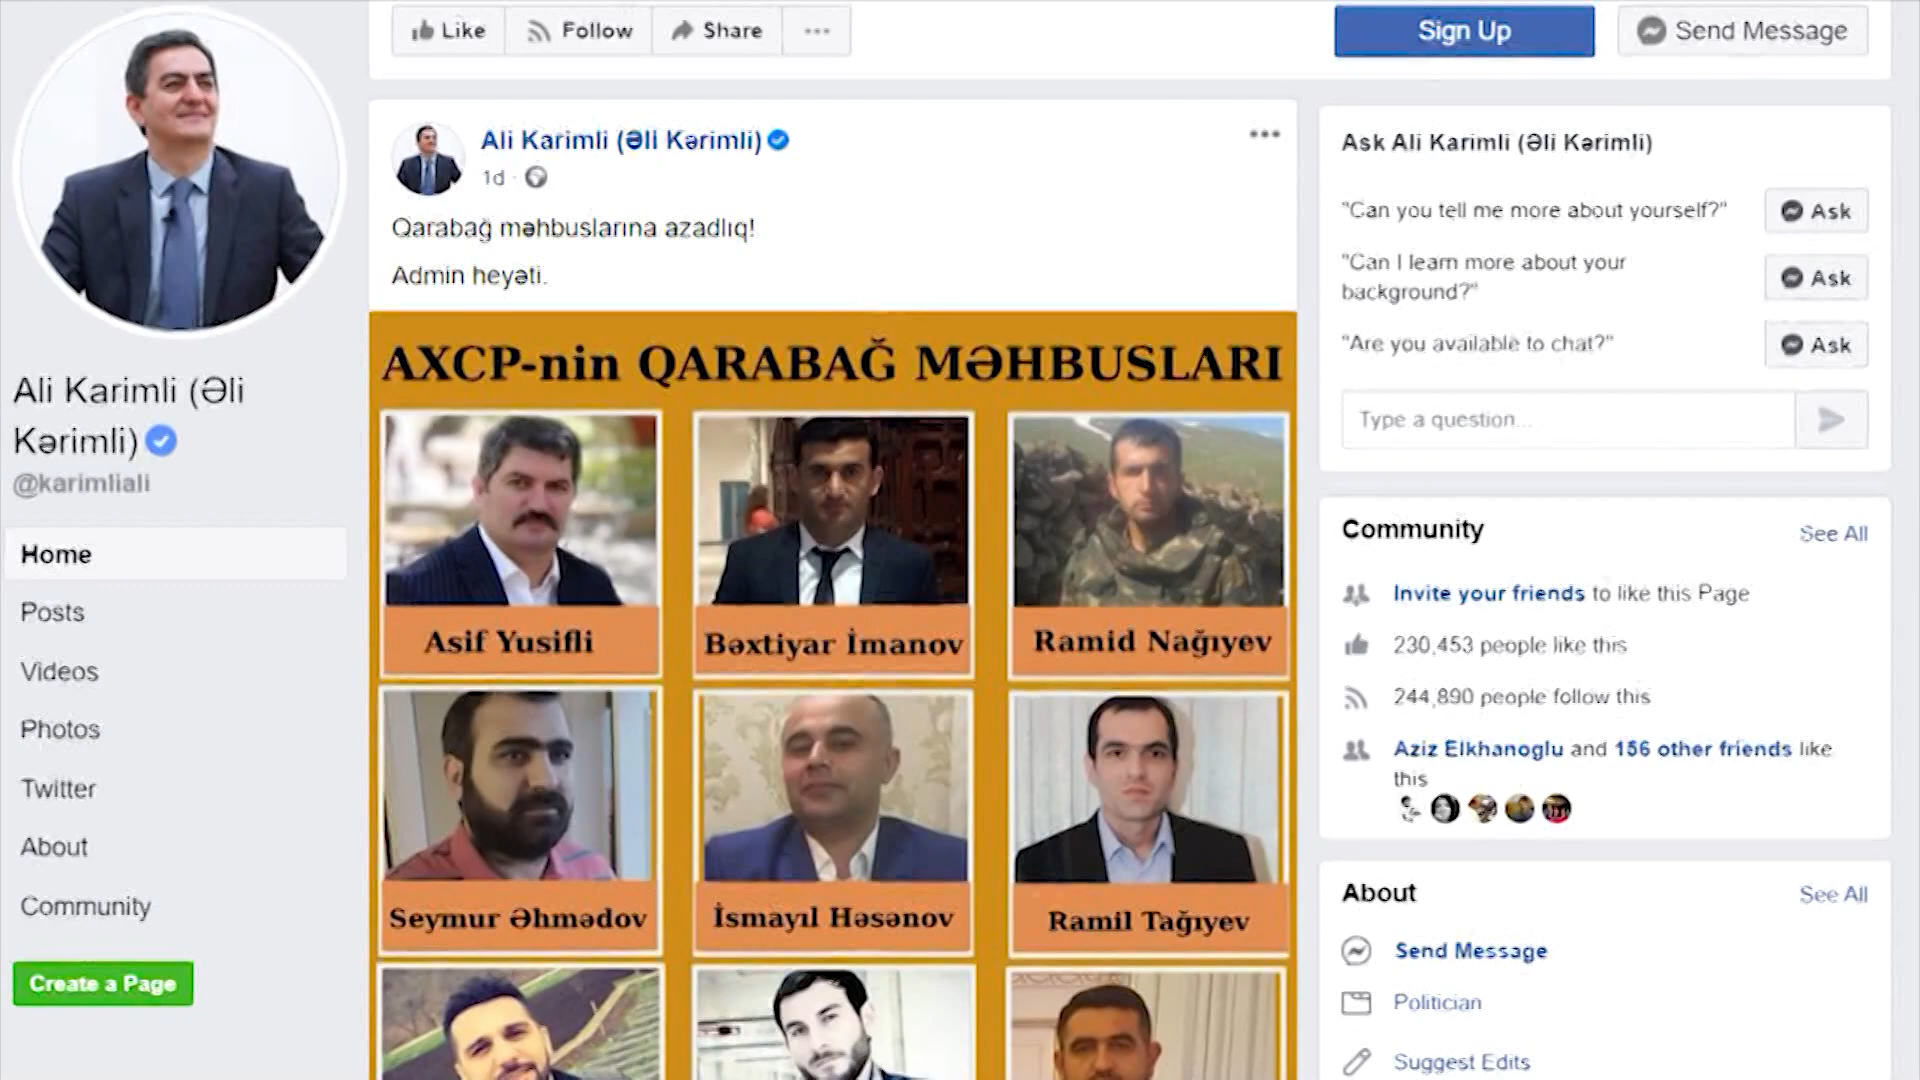 Like
Follow
Share
Sign Up
Send Message
Ali Karimli (Əli Kərimli)
1d
Qarabağ məhbuslarına azadlıq!
Admin heyəti.
AXCP-nin QARABAĞ MƏHBUSLARI
Asif Yusifli
Bəxtiyar İmanov
Ramid Nağıyev
Seymur Əhmədov
İsmayıl Həsənov
Ramil Tağıyev
Ali Karimli (Əli
Kərimli)
@karimliali
Home
Posts
Videos
Photos
Twitter
About
Community
Create a Page
Ask Ali Karimli (Əli Kərimli)
"Can you tell me more about yourself?"
Ask
"Can I learn more about your
background?"
Ask
"Are you available to chat?"
Ask
Type a question...
Community
See All
Invite your friends to like this Page
230,453 people like this
244,890 people follow this
Aziz Elkhanoglu and 156 other friends like
this
About
See All
Send Message
Politician
Suggest Edits